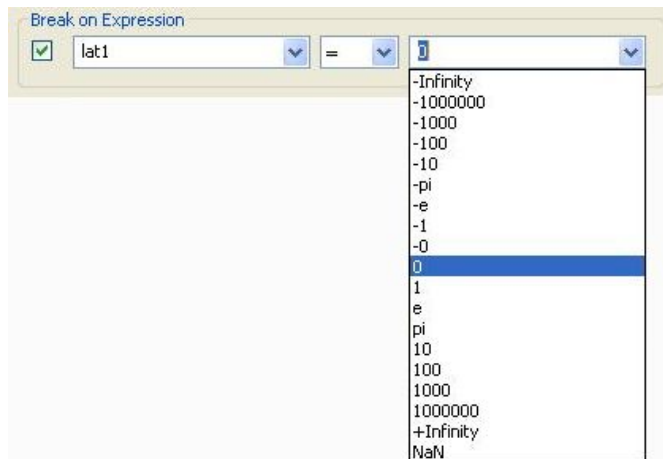 Break on Expression
lat1 = 0
-Infinity
-1000000
-1000
-100
-10
-pi
-e
-1
-0
0
1
e
pi
10
100
1000
1000000
+Infinity
NaN